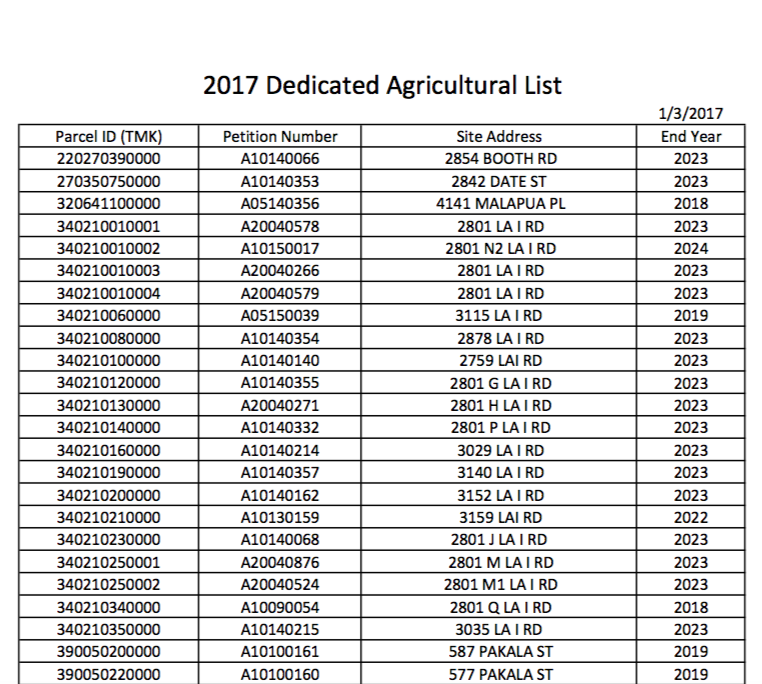 2017 Dedicated Agricultural List
1/3/2017
Parcel ID (TMK) Petition Number Site Address End Year
220270390000 A10140066 2854 BOOTH RD 2023
270350750000 A10140353 2842 DATE ST 2023
320641100000 A05140356 4141 MALAPUA PL 2018
340210010001 A20040578 2801 LA I RD 2023
340210010002 A10150017 2801 N2 LA I RD 2024
340210010003 A20040266 2801 LA I RD 2023
340210010004 A20040579 2801 LA I RD 2023
340210060000 A05150039 3115 LA I RD 2019
340210080000 A10140354 2878 LA I RD 2023
340210100000 A10140140 2759 LAI RD 2023
340210120000 A10140355 2801 G LA I RD 2023
340210130000 A20040271 2801 H LA I RD 2023
340210140000 A10140332 2801 P LA I RD 2023
340210160000 A10140214 3029 LA I RD 2023
340210190000 A10140357 3140 LA I RD 2023
340210200000 A10140162 3152 LA I RD 2023
340210210000 A10130159 3159 LAI RD 2022
340210230000 A10140068 2801 J LA I RD 2023
340210250001 A20040876 2801 M LA I RD 2023
340210250002 A20040524 2801 M1 LA I RD 2023
340210340000 A10090054 2801 Q LA I RD 2018
340210350000 A10140215 3035 LA I RD 2023
390050200000 A10100161 587 PAKALA ST 2019
390050220000 A10100160 577 PAKALA ST 2019